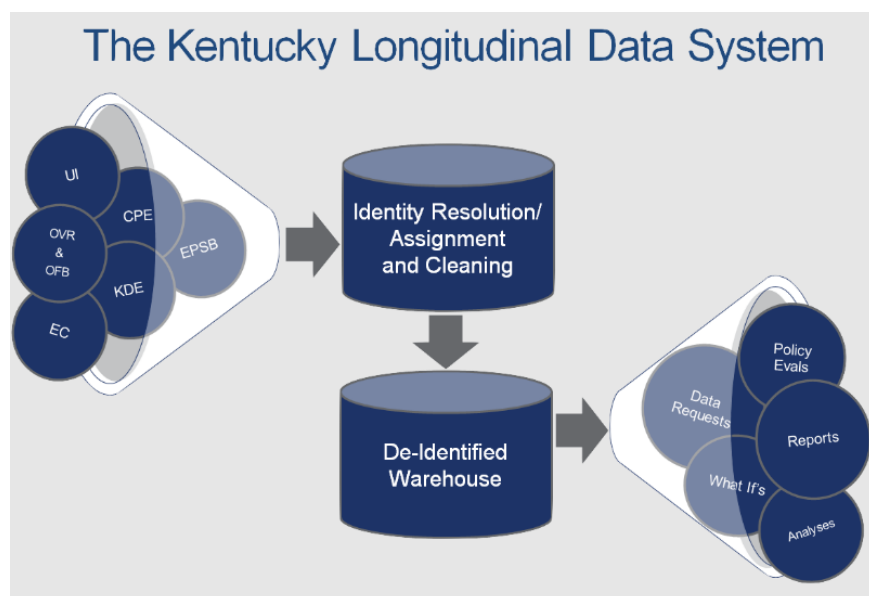 The Kentucky Longitudinal Data System
UI
CPE
OVR
&
OFB
EPSB
KDE
EC
Identity Resolution/
Assignment
and Cleaning
De-Identified
Warehouse
Policy
Evals
Data
Requests
Reports
What If's
Analyses